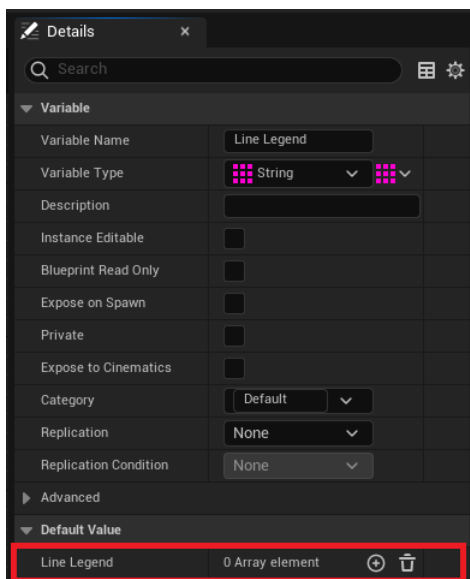 Details
Search
Variable
Variable Name Line Legend
Variable Type String
Description
Instance Editable
Blueprint Read Only
Expose on Spawn
Private
Expose to Cinematics
Category Default
Replication None
Replication Condition None
Advanced
Default Value
Line Legend 0 Array element